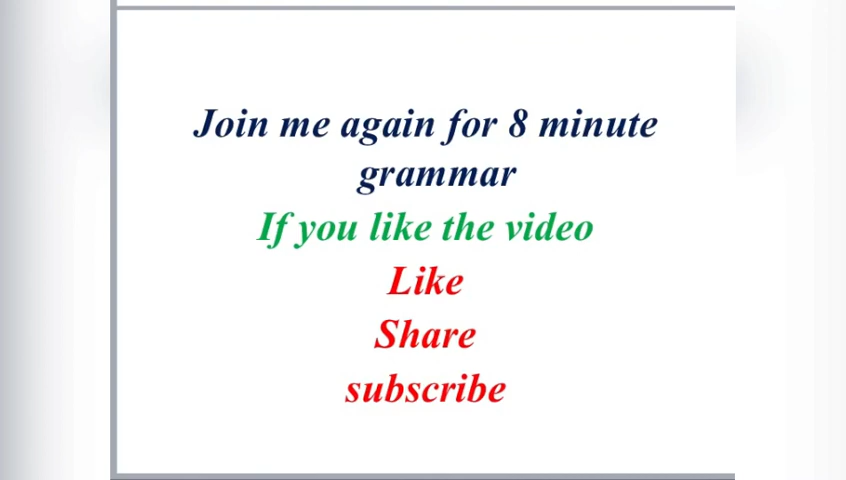 Join me again for 8 minute
grammar
If you like the video
Like
Share
subscribe